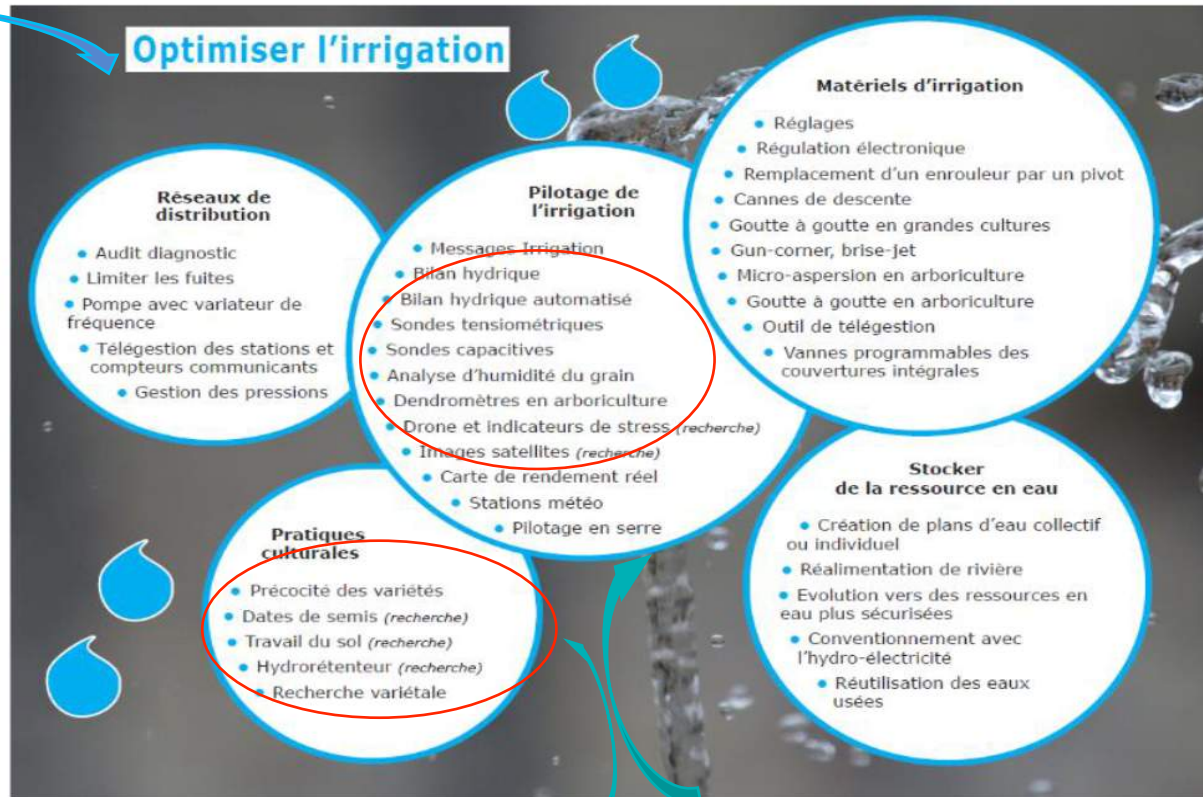 Optimiser l'irrigation
Réseaux de
distribution
• Audit diagnostic
• Limiter les fuites
• Pompe avec variateur de
fréquence
• Télégestion des stations et
compteurs communicants
• Gestion des pressions
Pilotage de
l'irrigation
• Messages Irrigation
• Bilan hydrique
• Bilan hydrique automatisé
• Sondes tensiométriques
• Sondes capacitives
• Analyse d'humidité du grain
• Dendromètres en arboriculture
• Drone et indicateurs de stress (recherche)
• Images satellites (recherche)
• Carte de rendement réel
• Stations météo
• Pilotage en serre
Matériels d'irrigation
• Réglages
• Régulation électronique
• Remplacement d'un enrouleur par un pivot
• Cannes de descente
• Goutte à goutte en grandes cultures
• Gun-corner, brise-jet
• Micro-aspersion en arboriculture
• Goutte à goutte en arboriculture
• Outil de télégestion
• Vannes programmables des
couvertures intégrales
Pratiques
culturales
• Précocité des variétés
• Dates de semis (recherche)
• Travail du sol (recherche)
• Hydrorétenteur (recherche)
• Recherche variétale
Stocker
de la ressource en eau
• Création de plans d'eau collectif
ou individuel
• Réalimentation de rivière
• Evolution vers des ressources en
eau plus sécurisées
• Conventionnement avec
l'hydro-électricité
• Réutilisation des eaux
usées